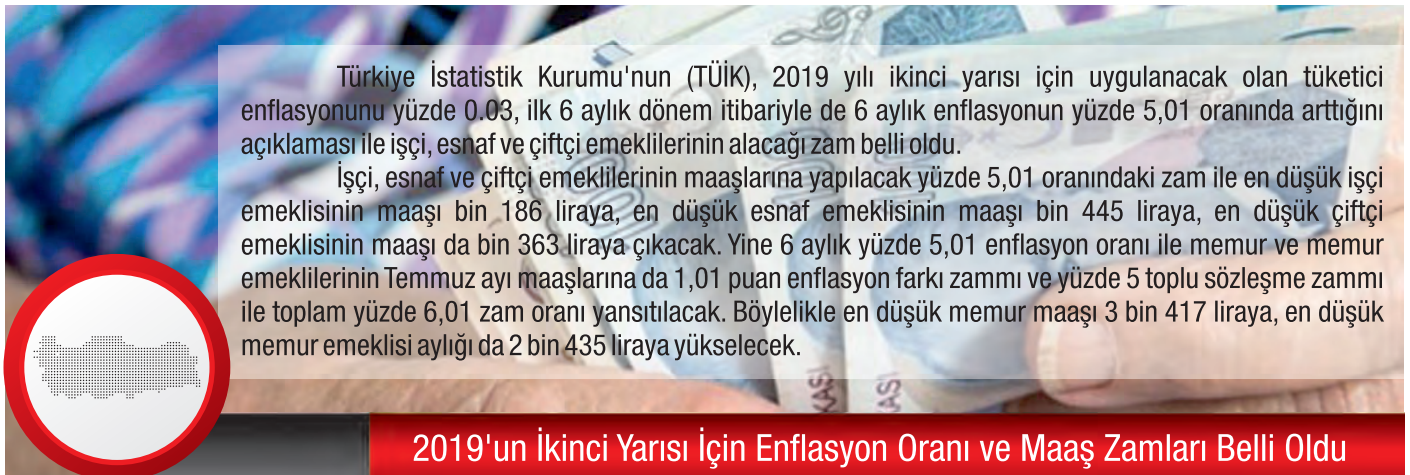 Türkiye İstatistik Kurumu'nun (TÜİK), 2019 yılı ikinci yarısı için uygulanacak olan tüketici
enflasyonunu yüzde 0.03, ilk 6 aylık dönem itibariyle de 6 aylık enflasyonun yüzde 5,01 oranında arttığını
açıklaması ile işçi, esnaf ve çiftçi emeklilerinin alacağı zam belli oldu.
İşçi, esnaf ve çiftçi emeklilerinin maaşlarına yapılacak yüzde 5,01 oranındaki zam ile en düşük işçi
emeklisinin maaşı bin 186 liraya, en düşük esnaf emeklisinin maaşı bin 445 liraya, en düşük çiftçi
emeklisinin maaşı da bin 363 liraya çıkacak. Yine 6 aylık yüzde 5,01 enflasyon oranı ile memur ve memur
emeklilerinin Temmuz ayı maaşlarına da 1,01 puan enflasyon farkı zammı ve yüzde 5 toplu sözleşme zammı
ile toplam yüzde 6,01 zam oranı yansıtılacak. Böylelikle en düşük memur maaşı 3 bin 417 liraya, en düşük
memur emeklisi aylığı da 2 bin 435 liraya yükselecek.
2019'un İkinci Yarısı İçin Enflasyon Oranı ve Maaş Zamları Belli Oldu